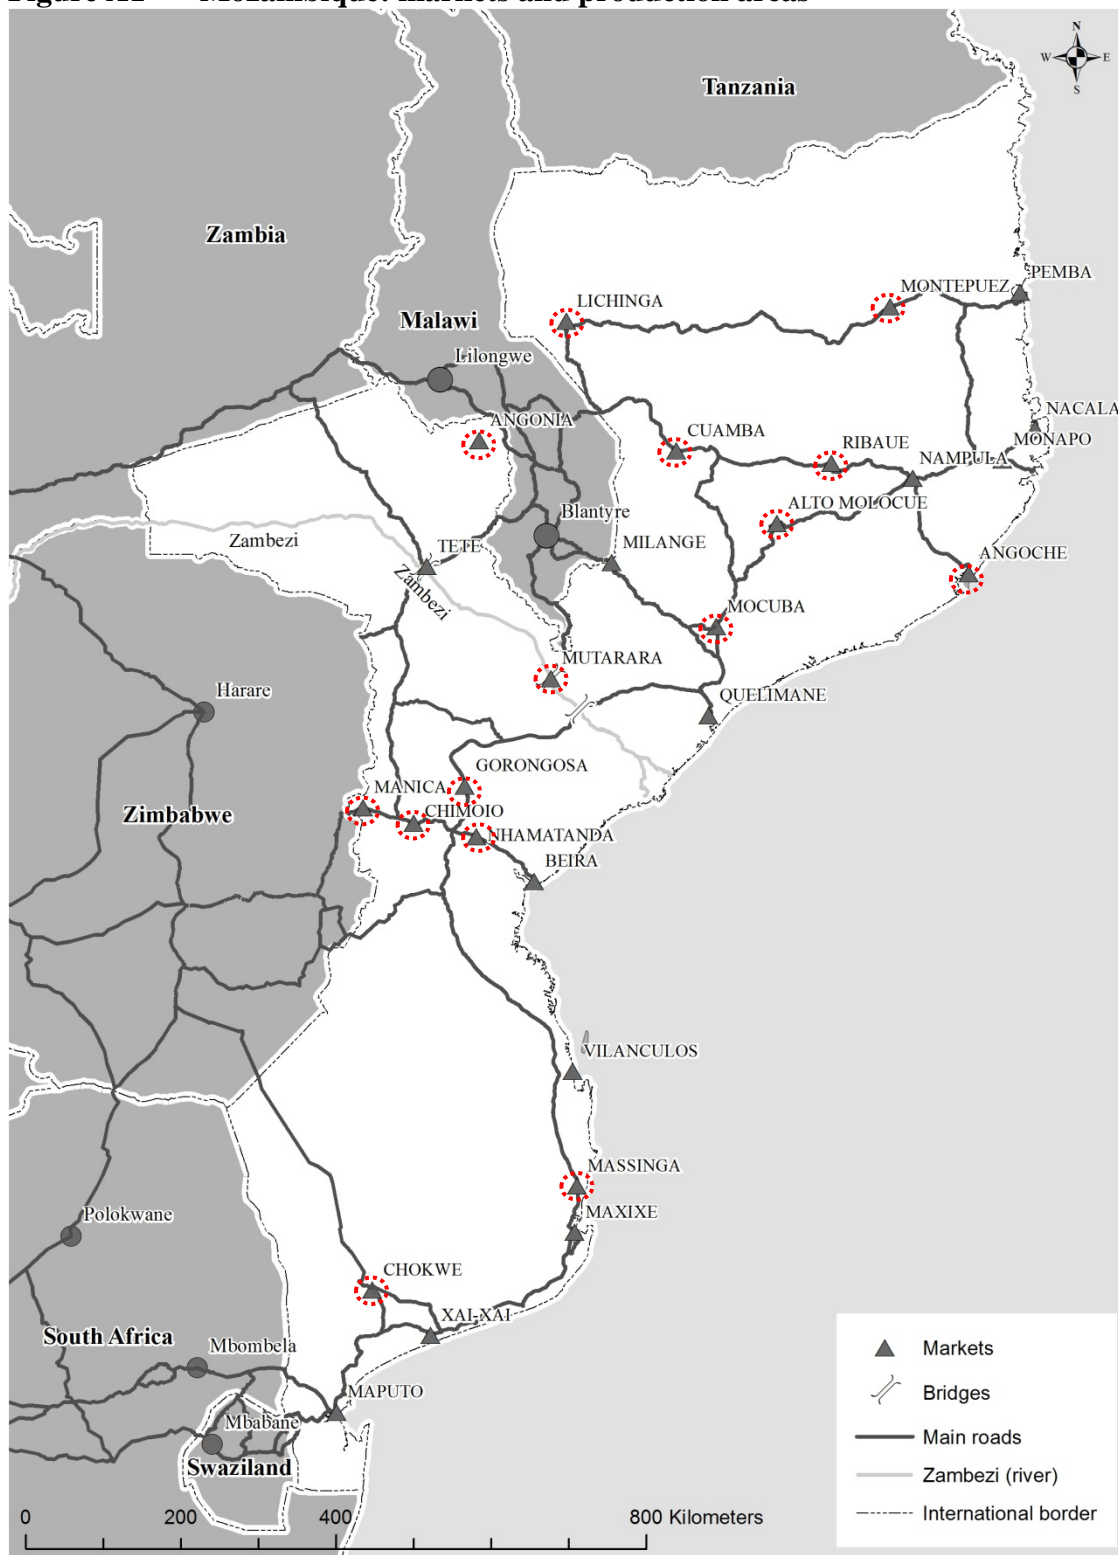 Mozambique: markets and production areas
N
W E
S
Tanzania
Zambia
PEMBA
MONTEPUEZ
LICHINGA
Malawi
Lilongwe
NACALA
ANGONIA
CUAMBA
MONAPO
RIBAUE
NAMPULA
ALTO MOLOCUE
Blantyre
Zambezi
TETE
MILANGE
ANGOCHE
Zambezi
MOCUBA
MUTARARA
Harare
QUELIMANE
GORONGOSA
MANICA
Zimbabwe
CHIMOIO
NHAMATANDA
BEIRA
VILANCULOS
MASSINGA
Polokwane
MAXIXE
CHOKWE
XAI-XAI
South Africa
Mbombela
MAPUTO
Mbabane
Swaziland
Markets
Bridges
Main roads
Zambezi (river)
International border
0 200 400 800 Kilometers